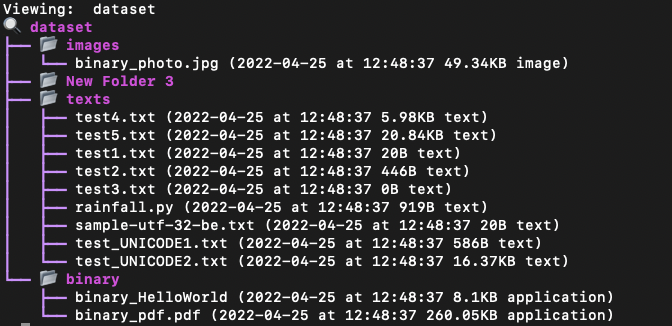 Viewing:  dataset
dataset
images
binary_photo.jpg (2022-04-25 at 12:48:37 49.34KB image)
New Folder 3
texts
test4.txt (2022-04-25 at 12:48:37 5.98KB text)
test5.txt (2022-04-25 at 12:48:37 20.84KB text)
test1.txt (2022-04-25 at 12:48:37 20B text)
test2.txt (2022-04-25 at 12:48:37 446B text)
test3.txt (2022-04-25 at 12:48:37 0B text)
rainfall.py (2022-04-25 at 12:48:37 919B text)
sample-utf-32-be.txt (2022-04-25 at 12:48:37 20B text)
test_UNICODE1.txt (2022-04-25 at 12:48:37 586B text)
test_UNICODE2.txt (2022-04-25 at 12:48:37 16.37KB text)
binary
binary_HelloWorld (2022-04-25 at 12:48:37 8.1KB application)
binary_pdf.pdf (2022-04-25 at 12:48:37 260.05KB application)